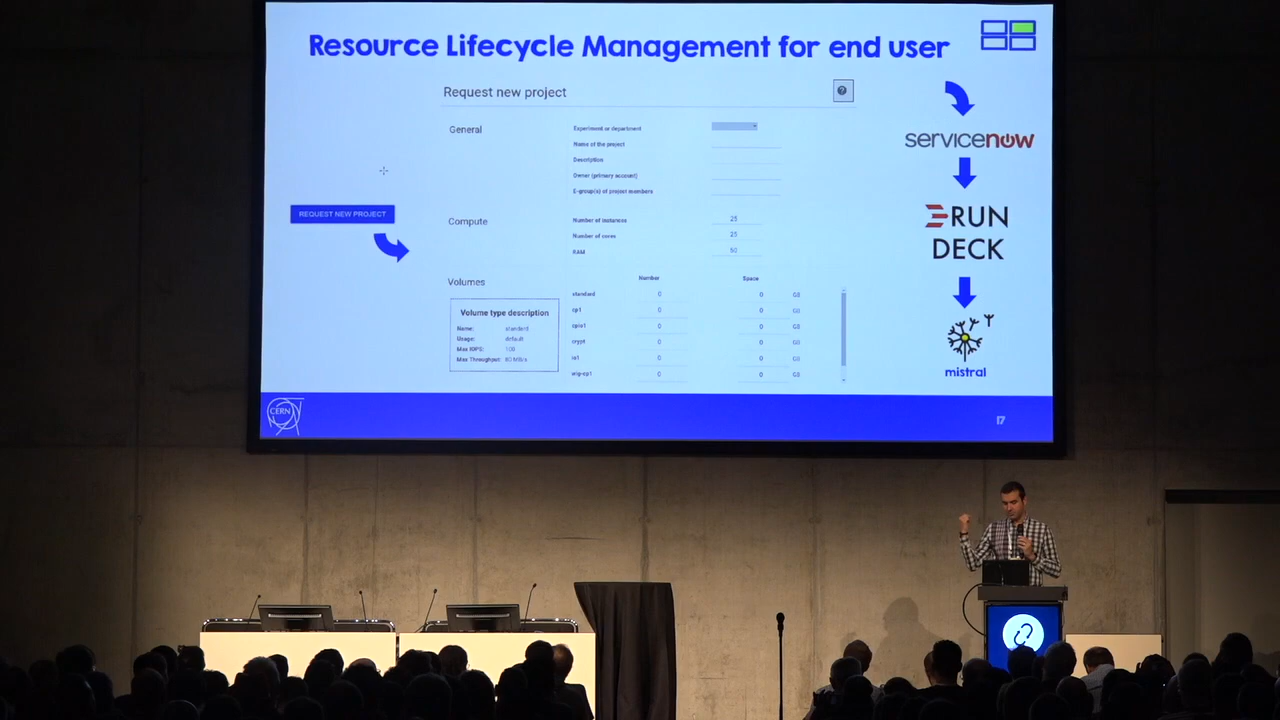 Resource Lifecycle Management for end user
Request new project
?
General
Experiment or department
Name of the project
Description
Owner (primary account)
E-group(s) of project members
REQUEST NEW PROJECT
Compute
Number of instances 25
Number of cores 25
RAM 50
Volumes
Number Space
standard 0 0 GB
cp1 0 0 GB
cpio1 0 0 GB
crypt 0 0 GB
io1 0 0 GB
wig-cp1 0 0 GB
Volume type description
Name: standard
Usage: default
Max IOPS: 100
Max Throughput: 80 MB/s
servicenow
RUN
DECK
mistral
CERN
17